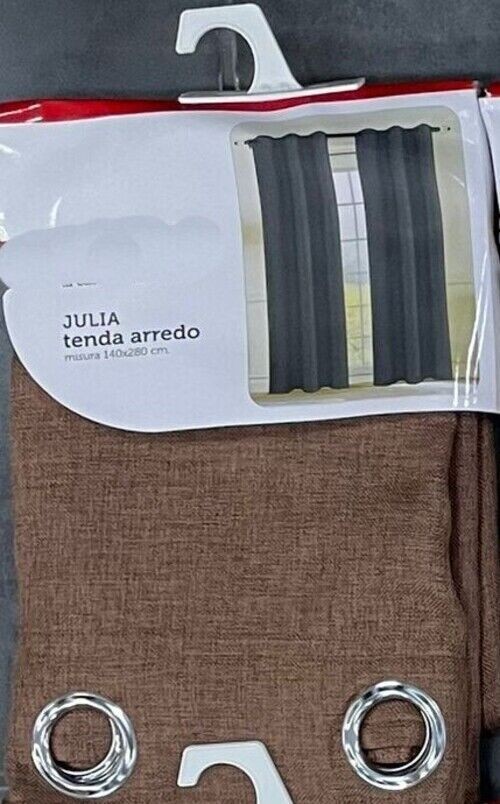 JULIA
tenda arredo
misura 140x280 cm.